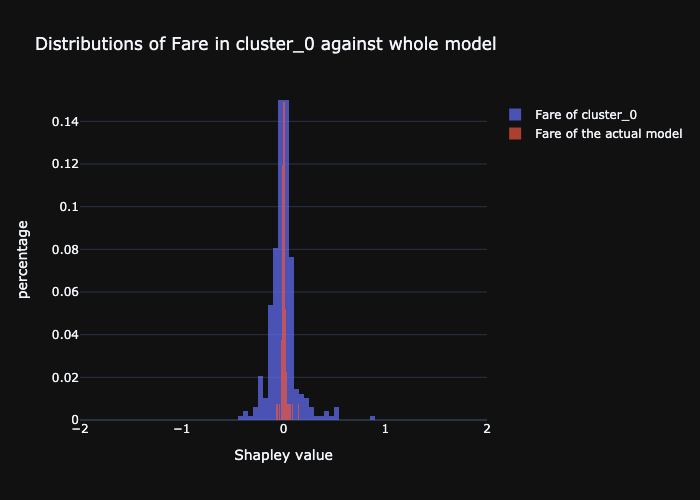 Distributions of Fare in cluster_0 against whole model
Fare of cluster_0
Fare of the actual model
percentage
0.14
0.12
0.1
0.08
0.06
0.04
0.02
0
−2
−1
0
1
2
Shapley value